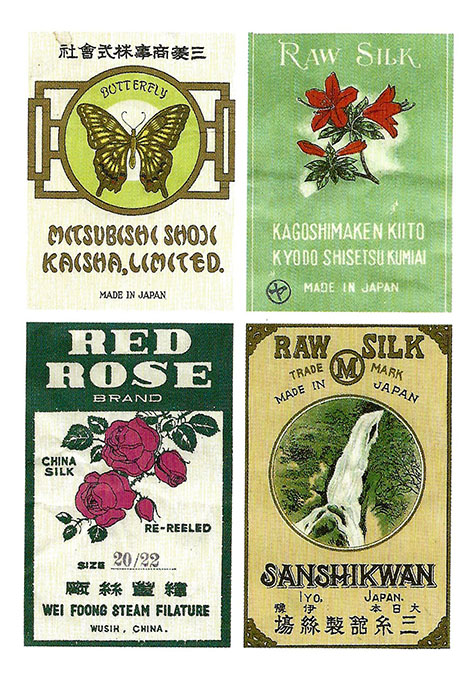 三菱商事株式會社
BUTTERFLY
MITSUBISHI SHOJI
KAISHA, LIMITED.
MADE IN JAPAN
RAW SILK
KAGOSHIMAKEN KIITO
KYODO SHISETSU KUMIAI
MADE IN JAPAN
RED
ROSE
BRAND
CHINA
SILK
RE-REELED
SIZE 20/22
緯豐絲廠
WEI FOONG STEAM FILATURE
WUSIH, CHINA.
RAW SILK
TRADE M MARK
MADE IN JAPAN
SANSHIKWAN
IYO, JAPAN.
大日本伊豫
三糸館製絲場